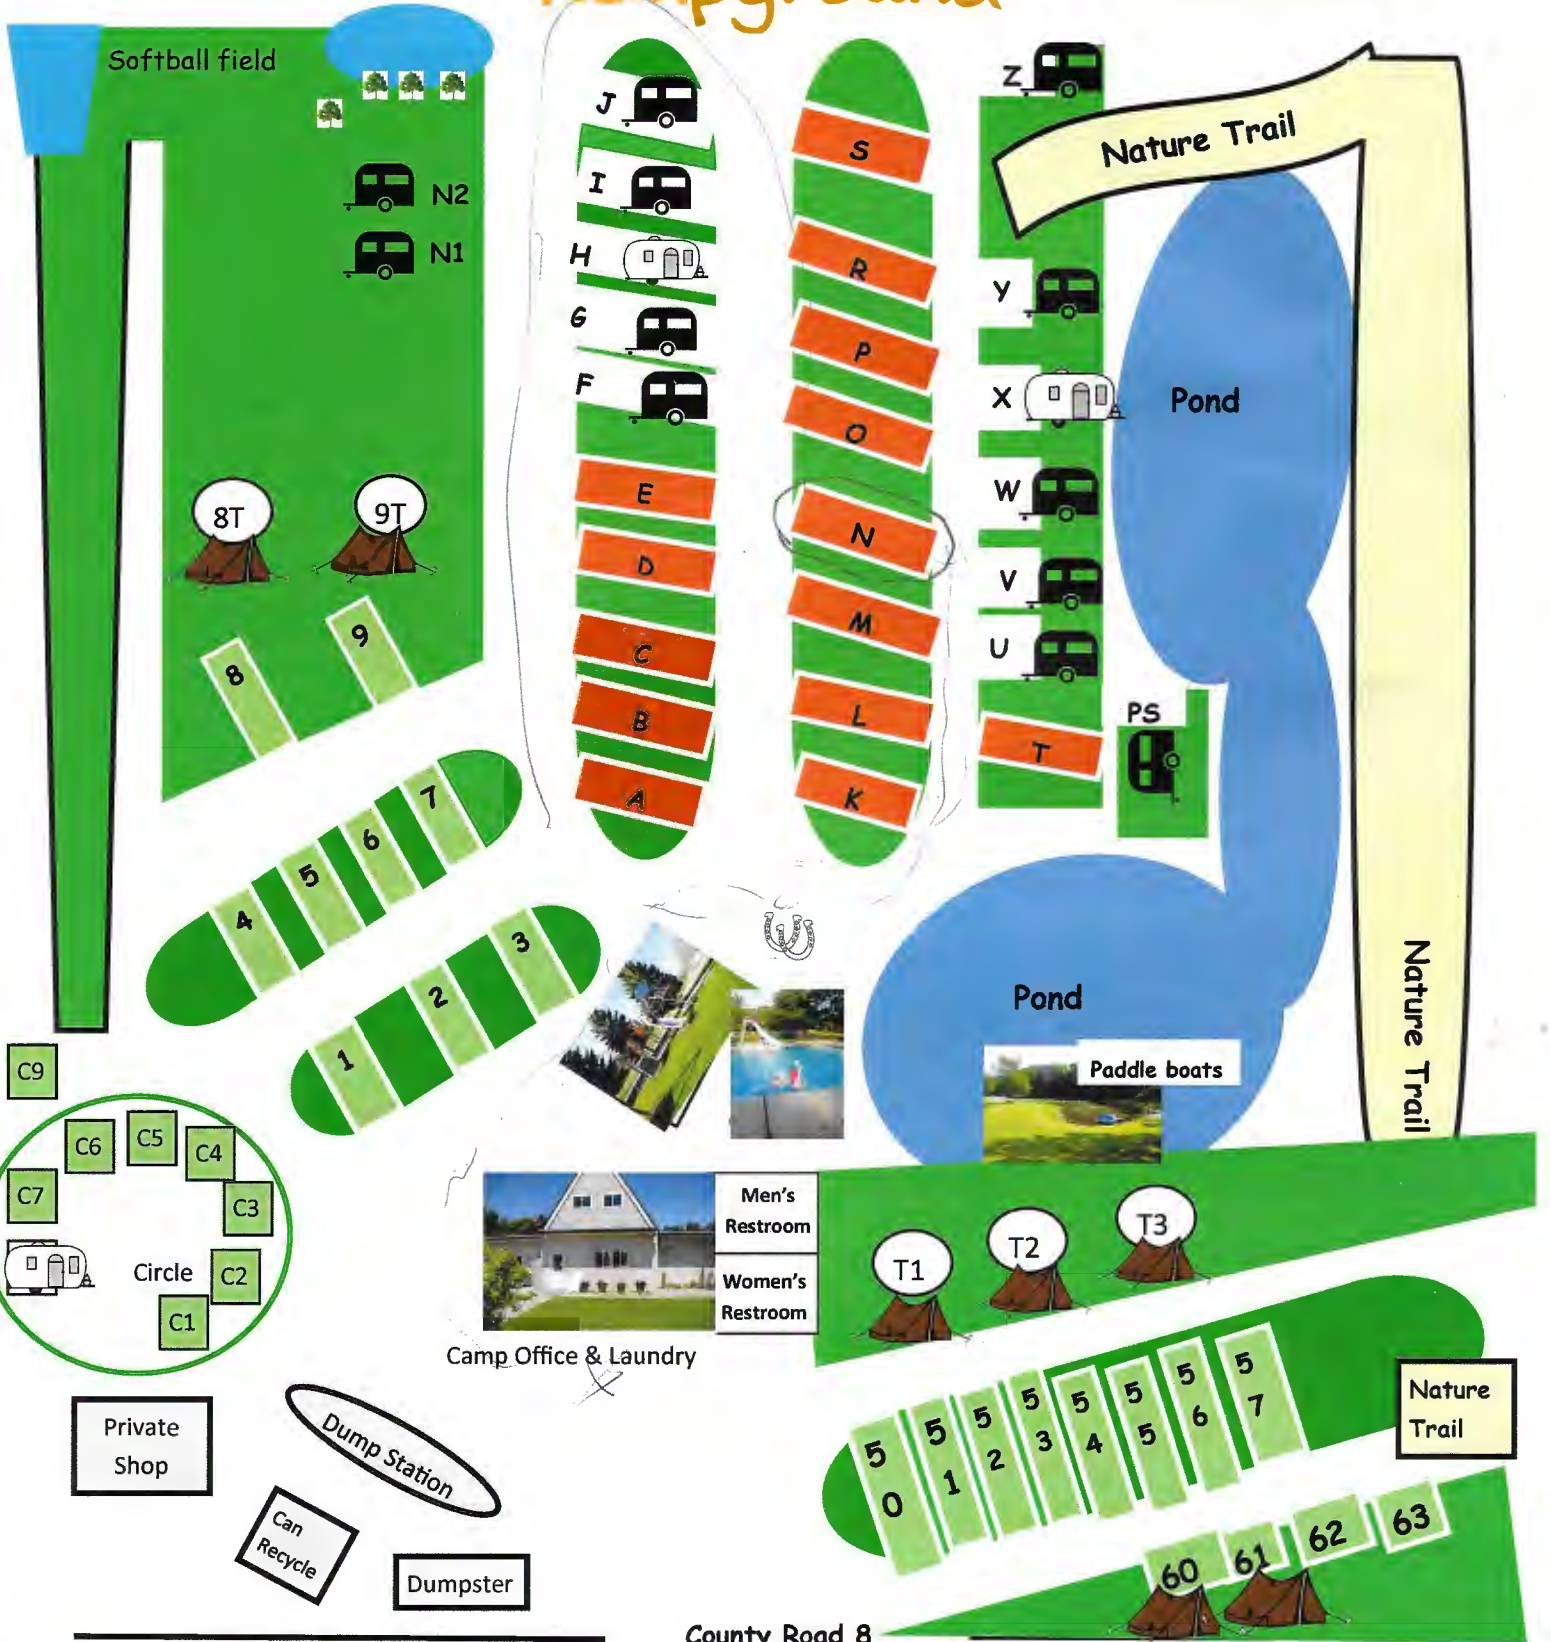 Softball field
N2
N1
8T
9T
8
9
7
6
5
4
3
2
1
J
I
H
G
F
E
D
C
B
A
S
R
P
O
N
M
L
K
Z
Y
X
W
V
U
T
PS
Nature Trail
Pond
Pond
Nature Trail
Paddle boats
C9
C6
C5
C4
C7
C3
Circle
C2
C1
Men's
Restroom
Women's
Restroom
Camp Office & Laundry
T1
T2
T3
Private
Shop
Dump Station
Can
Recycle
Dumpster
50
51
52
53
54
55
56
57
Nature
Trail
60
61
62
63
County Road 8